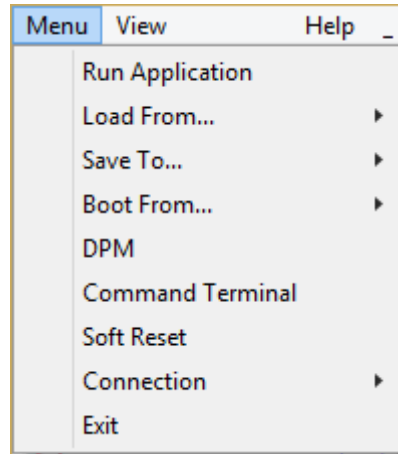 Menu View Help _
Run Application
Load From...
Save To...
Boot From...
DPM
Command Terminal
Soft Reset
Connection
Exit